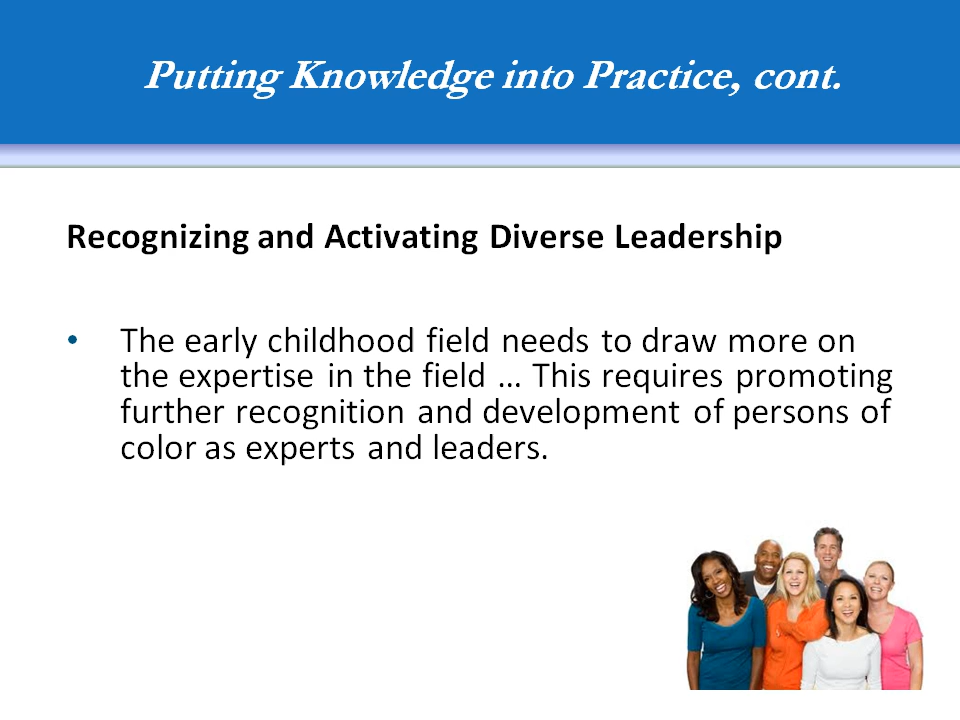 Putting Knowledge into Practice, cont.
Recognizing and Activating Diverse Leadership
• The early childhood field needs to draw more on
the expertise in the field … This requires promoting
further recognition and development of persons of
color as experts and leaders.